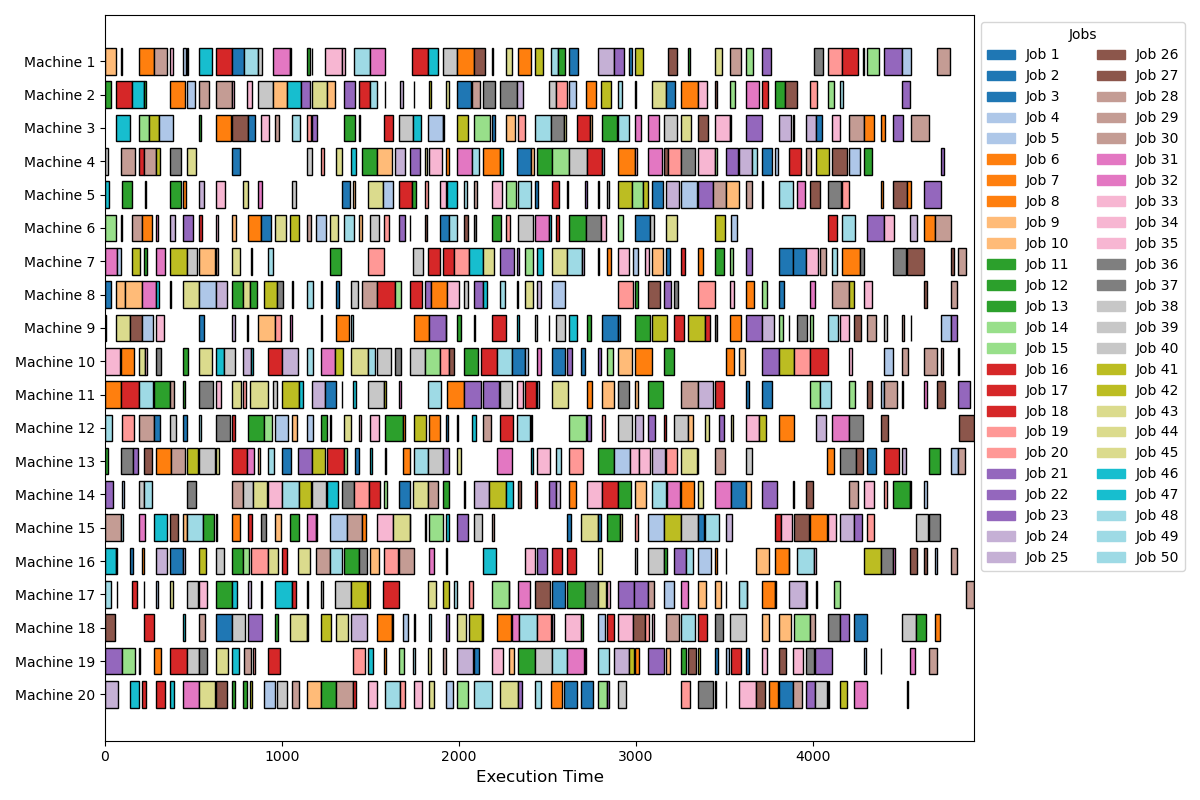 Machine 1
Machine 2
Machine 3
Machine 4
Machine 5
Machine 6
Machine 7
Machine 8
Machine 9
Machine 10
Machine 11
Machine 12
Machine 13
Machine 14
Machine 15
Machine 16
Machine 17
Machine 18
Machine 19
Machine 20
0 1000 2000 3000 4000
Execution Time
Jobs
Job 1 Job 26
Job 2 Job 27
Job 3 Job 28
Job 4 Job 29
Job 5 Job 30
Job 6 Job 31
Job 7 Job 32
Job 8 Job 33
Job 9 Job 34
Job 10 Job 35
Job 11 Job 36
Job 12 Job 37
Job 13 Job 38
Job 14 Job 39
Job 15 Job 40
Job 16 Job 41
Job 17 Job 42
Job 18 Job 43
Job 19 Job 44
Job 20 Job 45
Job 21 Job 46
Job 22 Job 47
Job 23 Job 48
Job 24 Job 49
Job 25 Job 50